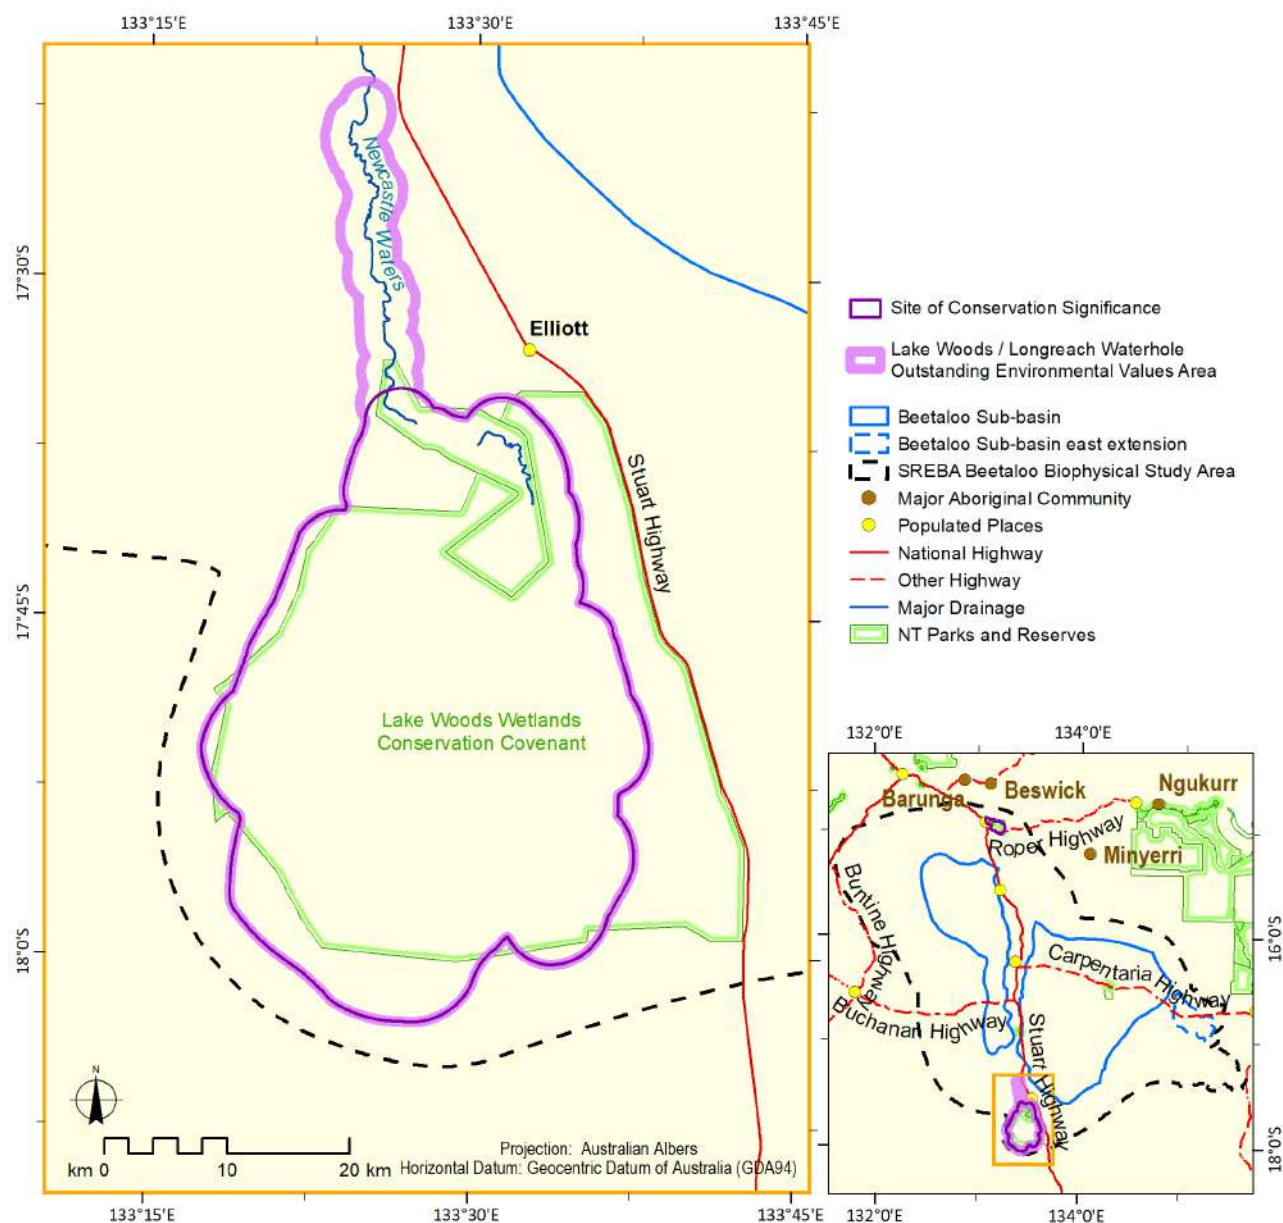 133°15'E
133°30'E
133°45'E
17°30'S
17°45'S
18°0'S
Newcastle Waters
Elliott
Stuart Highway
Lake Woods Wetlands
Conservation Covenant
N
km 0 10 20 km
Projection: Australian Albers
Horizontal Datum: Geocentric Datum of Australia (GDA94)
133°15'E
133°30'E
133°45'E
Site of Conservation Significance
Lake Woods / Longreach Waterhole
Outstanding Environmental Values Area
Beetaloo Sub-basin
Beetaloo Sub-basin east extension
SREBA Beetaloo Biophysical Study Area
Major Aboriginal Community
Populated Places
National Highway
Other Highway
Major Drainage
NT Parks and Reserves
132°0'E
134°0'E
Barunga
Beswick
Ngukurr
Roper Highway
Minyerri
Buntine Highway
Carpentaria Highway
Buchanan Highway
Stuart Highway
16°0'S
18°0'S
132°0'E
134°0'E